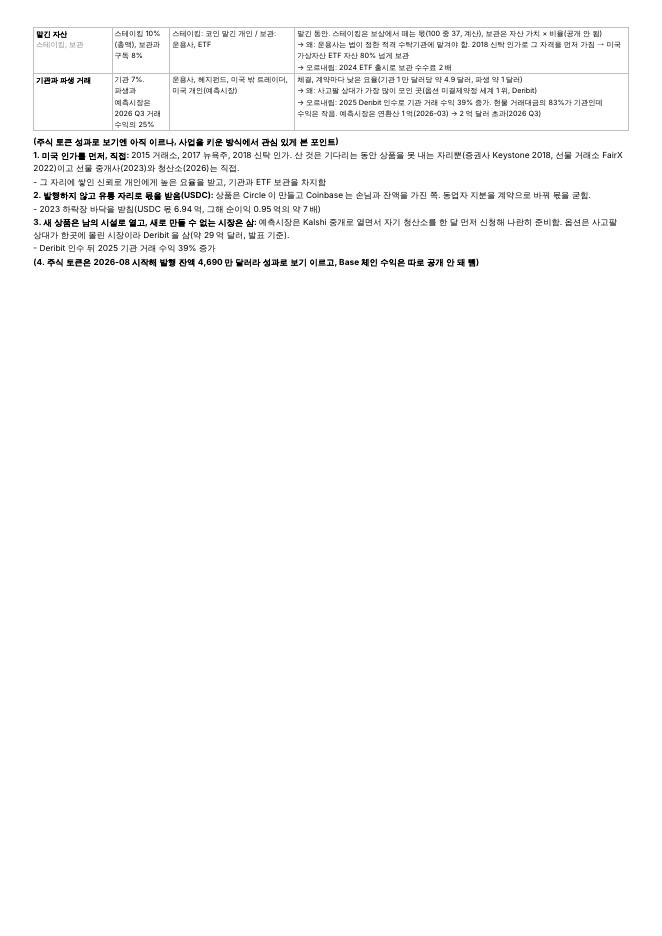 맡긴 자산
스테이킹, 보관
스테이킹 10%
(총액), 보관과
구독 8%
스테이킹: 코인 맡긴 개인 / 보관:
운용사, ETF
맡긴 동안. 스테이킹은 보상에서 떼는 몫(100 중 37, 계산), 보관은 자산 가치 × 비율(공개 안 됨)
→ 왜: 운용사는 법이 정한 적격 수탁기관에 맡겨야 함. 2018 신탁 인가로 그 자격을 먼저 가짐 → 미국
가상자산 ETF 자산 80% 넘게 보관
→ 오르내림: 2024 ETF 출시로 보관 수수료 2배
기관과 파생 거래
기관 7%.
파생과
예측시장은
2026 Q3 거래
수익의 25%
운용사, 헤지펀드, 미국 밖 트레이더,
미국 개인(예측시장)
체결, 계약마다 낮은 요율(기관 1만 달러당 약 4.9 달러, 파생 약 1 달러)
→ 왜: 사고팔 상대가 가장 많이 모인 곳(옵션 미결제약정 세계 1위, Deribit)
→ 오르내림: 2025 Deribit 인수로 기관 거래 수익 39% 증가. 현물 거래대금의 83%가 기관인데
수익은 작음. 예측시장은 연환산 1억(2026-03) → 2억 달러 초과(2026 Q3)
(주식 토큰 성과로 보기엔 아직 이르나, 사업을 키운 방식에서 관심 있게 본 포인트)
1. 미국 인가를 먼저, 직접: 2015 거래소, 2017 뉴욕주, 2018 신탁 인가. 산 것은 기다리는 동안 상품을 못 내는 자리뿐(증권사 Keystone 2018, 선물 거래소 FairX
2022)이고 선물 중개사(2023)와 청산소(2026)는 직접.
- 그 자리에 쌓인 신뢰로 개인에게 높은 요율을 받고, 기관과 ETF 보관을 차지함
2. 발행하지 않고 유통 자리로 몫을 받음(USDC): 상품은 Circle 이 만들고 Coinbase 는 손님과 잔액을 가진 쪽. 동업자 지분을 계약으로 바꿔 몫을 굳힘.
- 2023 하락장 바닥을 받침(USDC 몫 6.94 억, 그해 순이익 0.95 억의 약 7 배)
3. 새 상품은 남의 시설로 열고, 새로 만들 수 없는 시장은 삼: 예측시장은 Kalshi 중개로 열면서 자기 청산소를 한 달 먼저 신청해 나란히 준비함. 옵션은 사고팔
상대가 한곳에 몰린 시장이라 Deribit 을 삼(약 29 억 달러, 발표 기준).
- Deribit 인수 뒤 2025 기관 거래 수익 39% 증가
(4. 주식 토큰은 2026-08 시작해 발행 잔액 4,690 만 달러라 성과로 보기 이르고, Base 체인 수익은 따로 공개 안 돼 뺌)